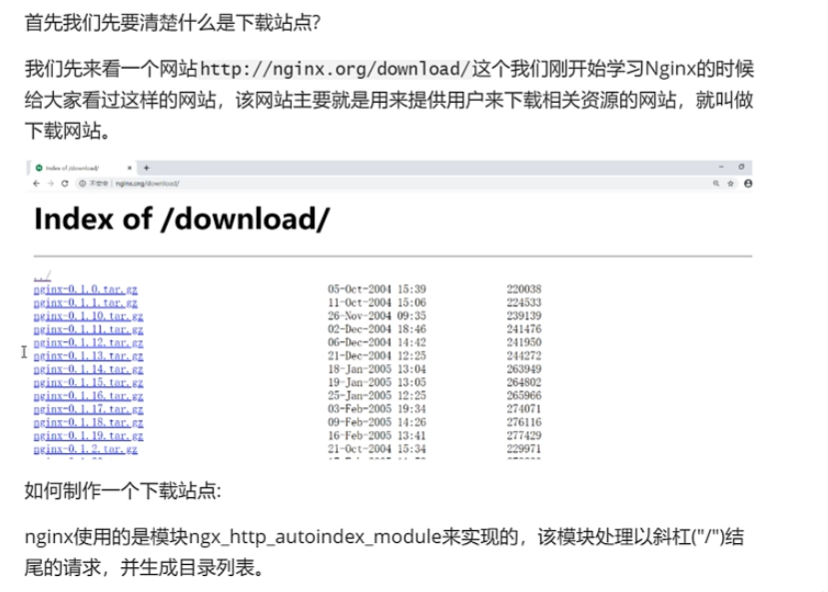 首先我们先要清楚什么是下载站点?
我们先来看一个网站http://nginx.org/download/这个我们刚开始学习Nginx的时候
给大家看过这样的网站，该网站主要就是用来提供用户来下载相关资源的网站，就叫做
下载网站。
Index of /download/
不安全 | nginx.org/download/
Index of /download/
../
nginx-0.1.0.tar.gz 05-Oct-2004 15:39 220038
nginx-0.1.1.tar.gz 11-Oct-2004 15:06 224533
nginx-0.1.10.tar.gz 26-Nov-2004 09:35 239139
nginx-0.1.11.tar.gz 02-Dec-2004 18:46 241476
nginx-0.1.12.tar.gz 06-Dec-2004 14:42 241950
nginx-0.1.13.tar.gz 21-Dec-2004 12:25 244272
nginx-0.1.14.tar.gz 18-Jan-2005 13:04 263949
nginx-0.1.15.tar.gz 19-Jan-2005 13:05 264802
nginx-0.1.16.tar.gz 25-Jan-2005 12:25 265966
nginx-0.1.17.tar.gz 03-Feb-2005 19:34 274071
nginx-0.1.18.tar.gz 09-Feb-2005 14:26 276116
nginx-0.1.19.tar.gz 16-Feb-2005 13:41 277429
nginx-0.1.2.tar.gz 21-Oct-2004 15:34 229971
如何制作一个下载站点:
nginx使用的是模块ngx_http_autoindex_module来实现的，该模块处理以斜杠("/")结
尾的请求，并生成目录列表。